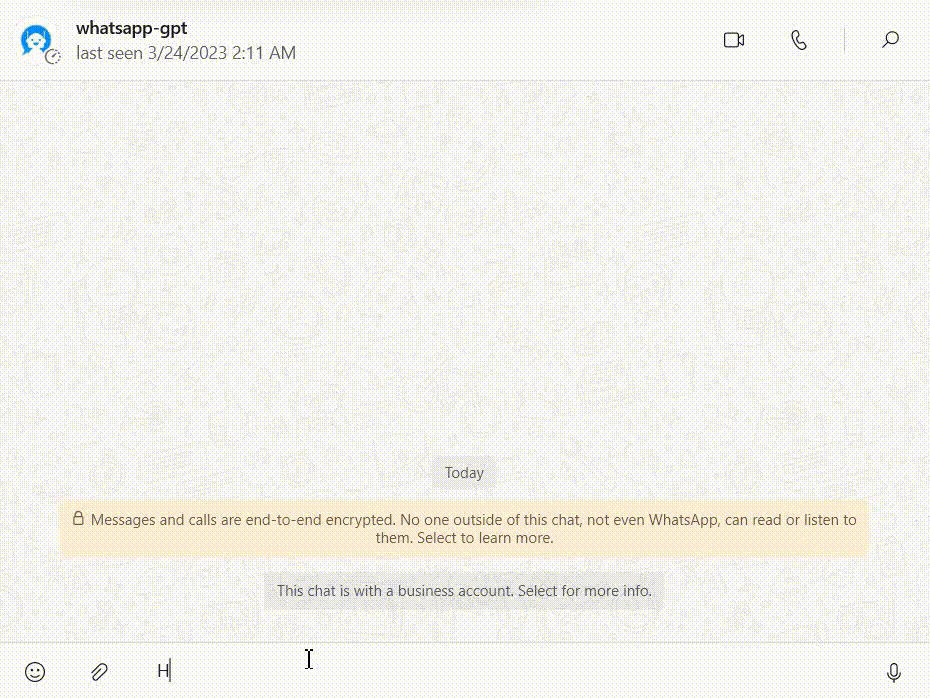 whatsapp-gpt
last seen 3/24/2023 2:11 AM
Today
Messages and calls are end-to-end encrypted. No one outside of this chat, not even WhatsApp, can read or listen to
them. Select to learn more.
This chat is with a business account. Select for more info.
H